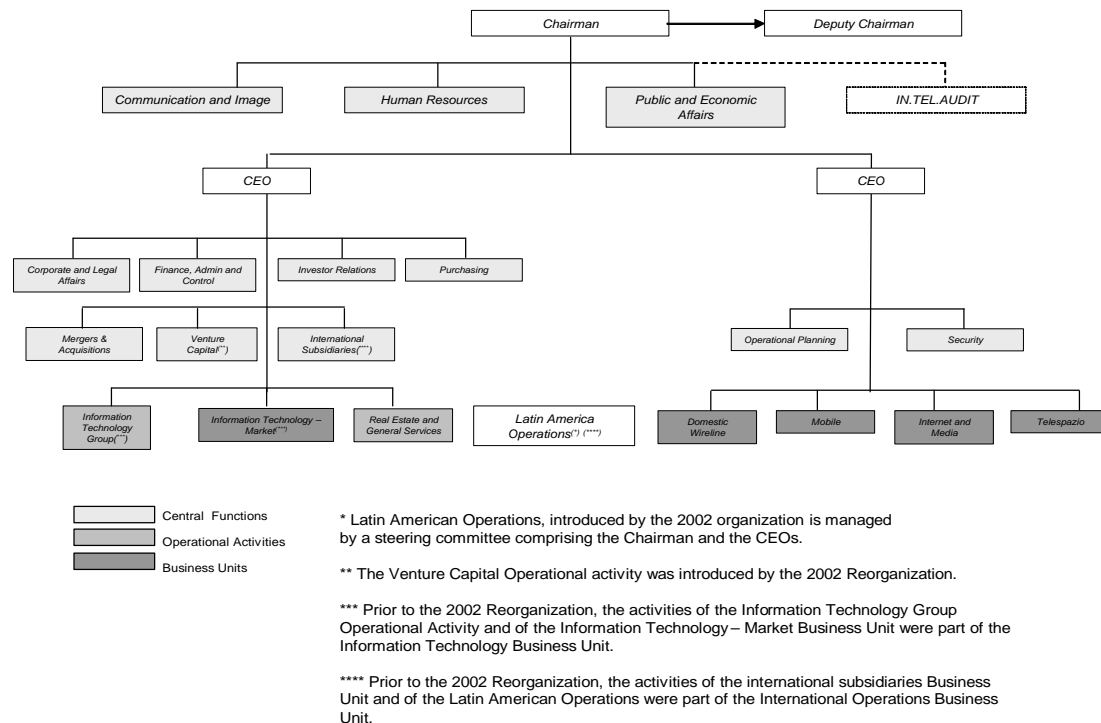 Chairman
Deputy Chairman
Communication and Image
Human Resources
Public and Economic
Affairs
IN.TEL.AUDIT
CEO
CEO
Corporate and Legal
Affairs
Finance, Admin and
Control
Investor Relations
Purchasing
Mergers &
Acquisitions
Venture
Capital(**)
International
Subsidiaries(****)
Operational Planning
Security
Information
Technology
Group(***)
Information Technology –
Market(***)
Real Estate and
General Services
Latin America
Operations(*) (****)
Domestic
Wireline
Mobile
Internet and
Media
Telespazio
Central Functions
Operational Activities
Business Units
* Latin American Operations, introduced by the 2002 organization is managed
by a steering committee comprising the Chairman and the CEOs.
** The Venture Capital Operational activity was introduced by the 2002 Reorganization.
*** Prior to the 2002 Reorganization, the activities of the Information Technology Group
Operational Activity and of the Information Technology – Market Business Unit were part of the
Information Technology Business Unit.
**** Prior to the 2002 Reorganization, the activities of the international subsidiaries Business
Unit and of the Latin American Operations were part of the International Operations Business
Unit.